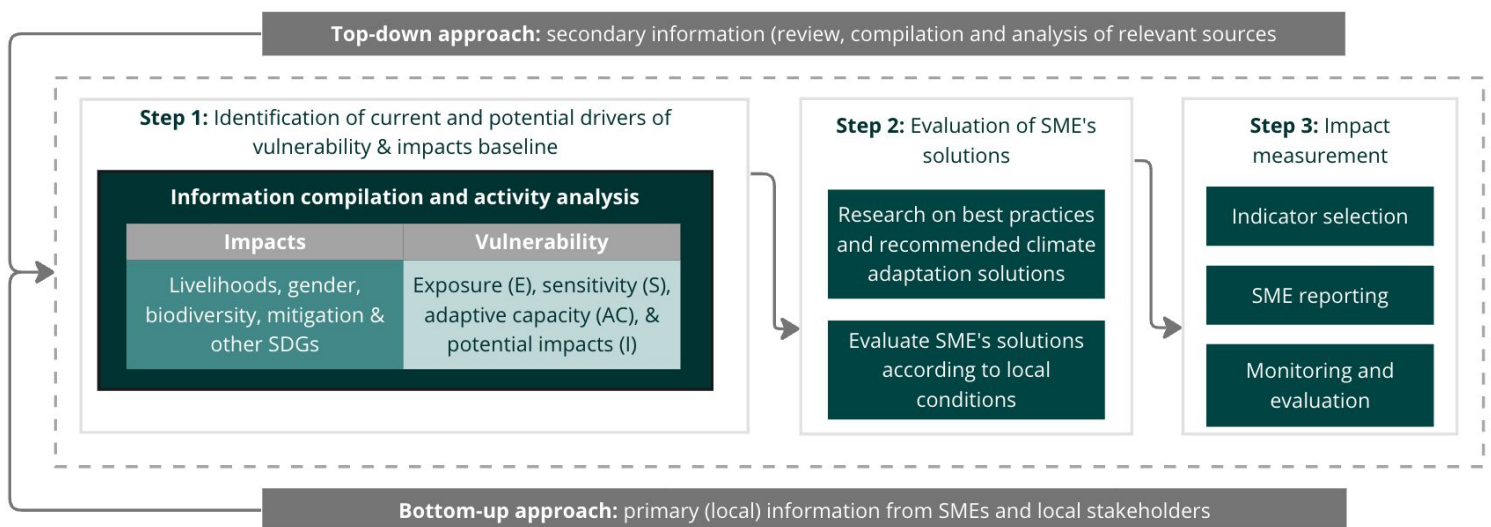 Top-down approach: secondary information (review, compilation and analysis of relevant sources
Step 1: Identification of current and potential drivers of
vulnerability & impacts baseline
Information compilation and activity analysis
Impacts
Vulnerability
Livelihoods, gender,
biodiversity, mitigation &
other SDGs
Exposure (E), sensitivity (S),
adaptive capacity (AC), &
potential impacts (I)
Step 2: Evaluation of SME's
solutions
Research on best practices
and recommended climate
adaptation solutions
Evaluate SME's solutions
according to local
conditions
Step 3: Impact
measurement
Indicator selection
SME reporting
Monitoring and
evaluation
Bottom-up approach: primary (local) information from SMEs and local stakeholders